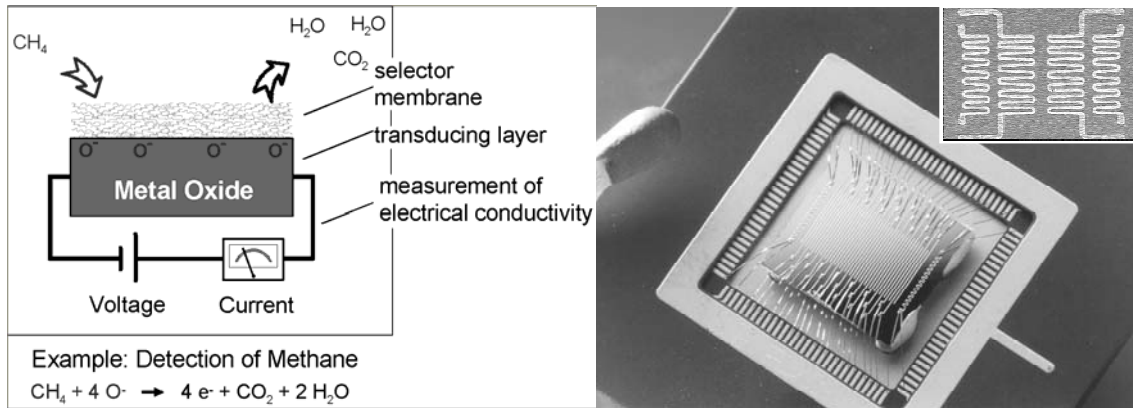 CH₄
H₂O H₂O
CO₂
selector
membrane
transducing layer
O⁻ O⁻ O⁻ O⁻
Metal Oxide
measurement of
electrical conductivity
Voltage Current
Example: Detection of Methane
CH₄ + 4 O⁻ → 4 e⁻ + CO₂ + 2 H₂O